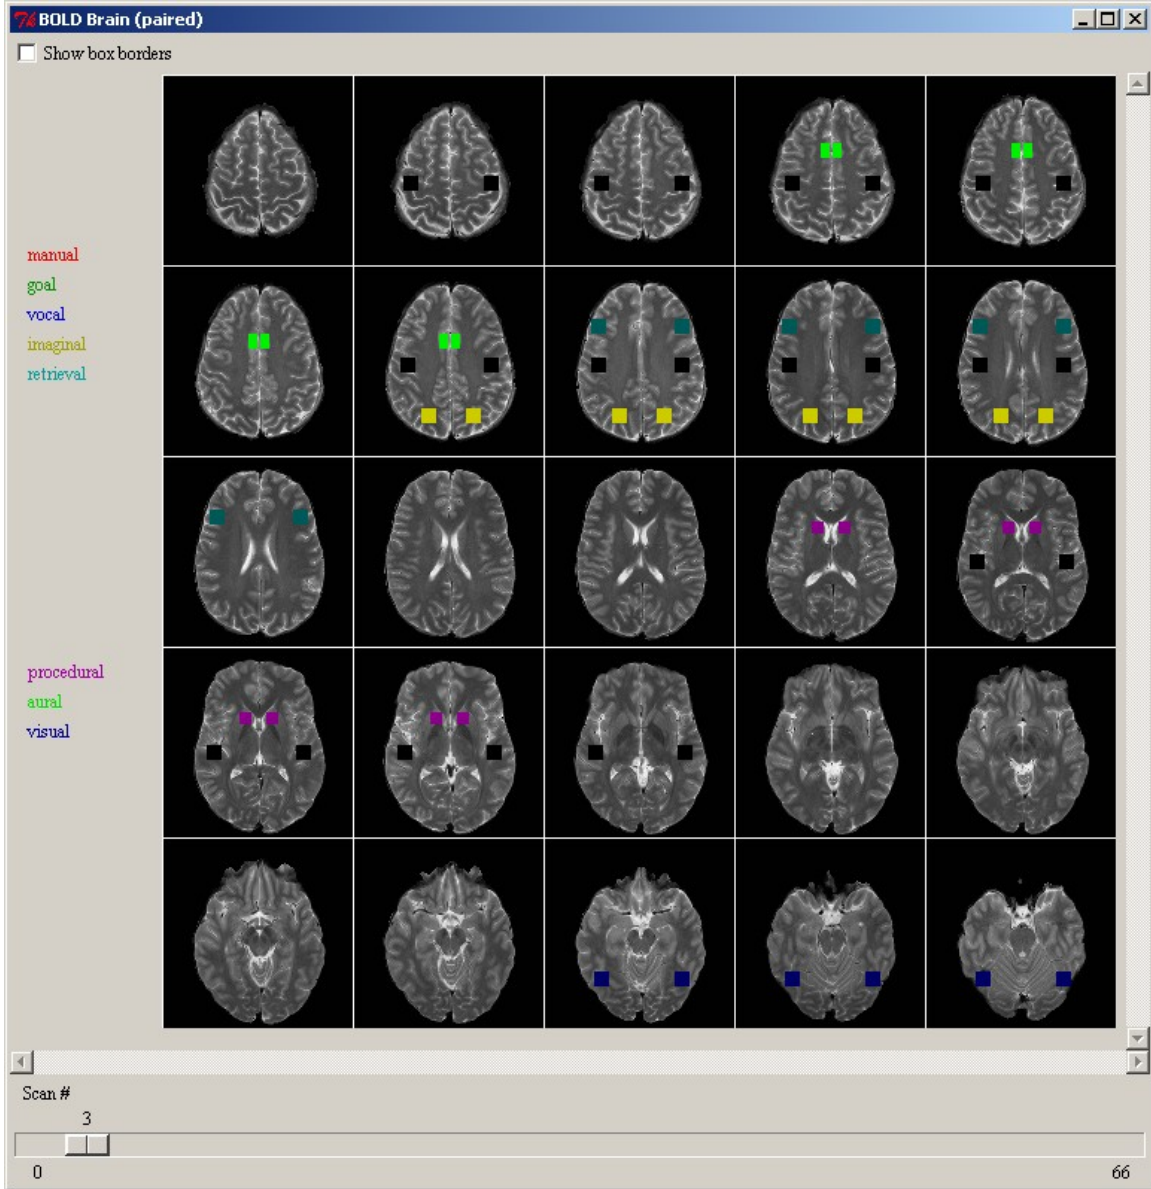 BOLD Brain (paired)
Show box borders
manual
goal
vocal
imaginal
retrieval
procedural
aural
visual
Scan #
3
0
66